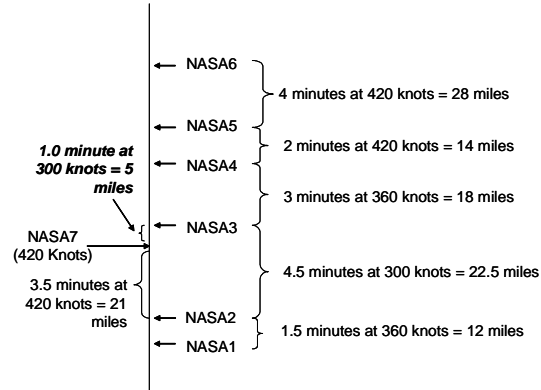 NASA6
4 minutes at 420 knots = 28 miles
NASA5
1.0 minute at
300 knots = 5
miles
2 minutes at 420 knots = 14 miles
NASA4
3 minutes at 360 knots = 18 miles
NASA3
NASA7
(420 Knots)
4.5 minutes at 300 knots = 22.5 miles
3.5 minutes at
420 knots = 21
miles
NASA2
1.5 minutes at 360 knots = 12 miles
NASA1